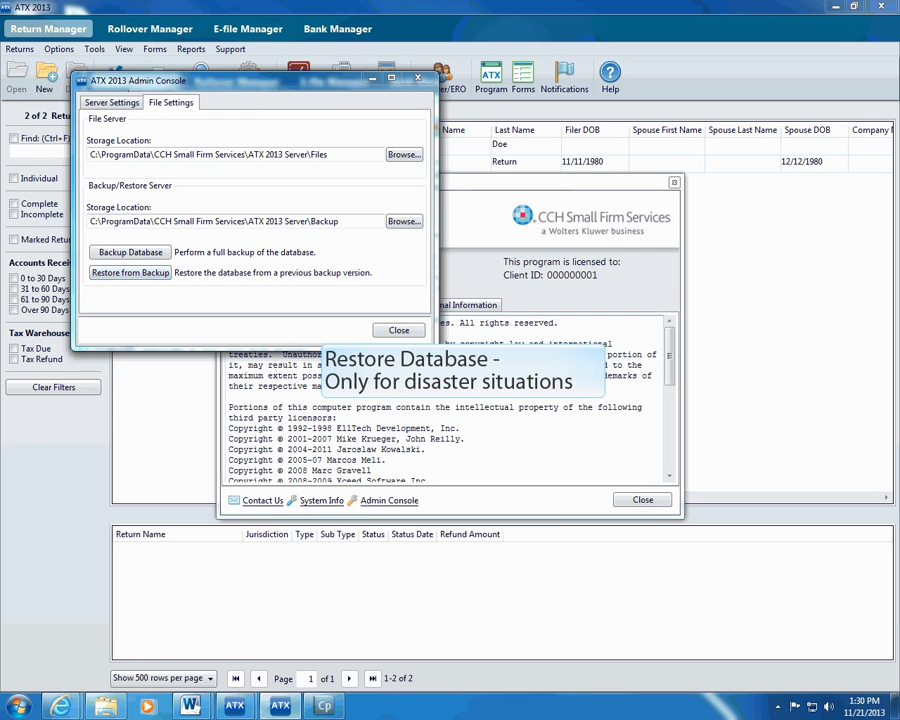 ATX 2013
Return Manager Rollover Manager E-file Manager Bank Manager
Returns Options Tools View Forms Reports Support
Open New Program Forms Notifications Help
ATX 2013 Admin Console
Server Settings File Settings
File Server
Storage Location:
C:\ProgramData\CCH Small Firm Services\ATX 2013 Server\Files Browse...
Backup/Restore Server
Storage Location:
C:\ProgramData\CCH Small Firm Services\ATX 2013 Server\Backup Browse...
Backup Database Perform a full backup of the database.
Restore from Backup Restore the database from a previous backup version.
Close
2 of 2
Find: (Ctrl+F)
Individual
Complete
Incomplete
Marked
Accounts
0 to 30 Days
31 to 60 Days
61 to 90 Days
Over 90 Days
Tax Warehouse
Tax Due
Tax Refund
Clear Filters
Name Last Name Filer DOB Spouse First Name Spouse Last Name Spouse DOB Company
Doe
Return 11/11/1980 12/12/1980
CCH Small Firm Services
a Wolters Kluwer business
This program is licensed to:
Client ID: 000000001
Information
All rights reserved.
by copyright law and international
treaties. portion of
it, may result in
maximum extent of
their respective
Restore Database -
Only for disaster situations
Portions of this computer program contain the intellectual property of the following
third party licensors:
Copyright © 1992-1998 EllTech Development, Inc.
Copyright © 2001-2007 Mike Krueger, John Reilly.
Copyright © 2004-2011 Jaroslaw Kowalski.
Copyright © 2005-07 Marcos Meli.
Copyright © 2008 Marc Gravell
Copyright © 2008-2009 Xceed Software Inc
Contact Us System Info Admin Console Close
Return Name Jurisdiction Type Sub Type Status Status Date Refund Amount
Show 500 rows per page Page 1 of 1 1-2 of 2
ATX ATX Cp
1:30 PM
11/21/2013